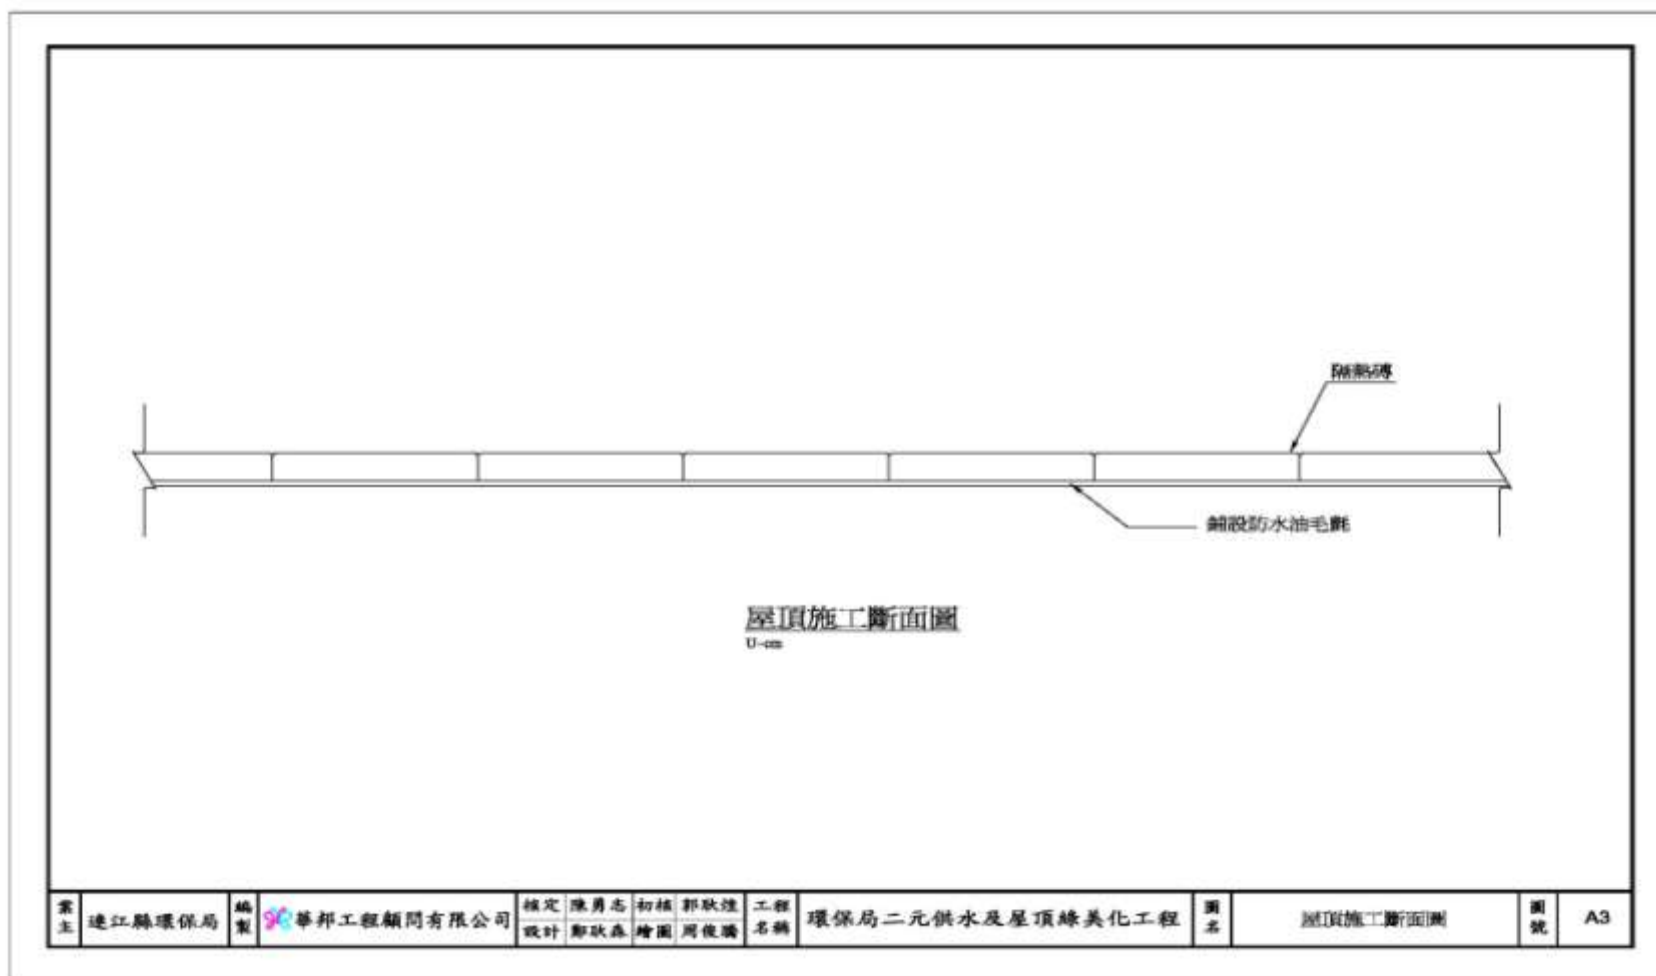 隔熱磚
鋪設防水油毛氈
屋頂施工斷面圖
U-cm
業主 連江縣環保局 編製 華邦工程顧問有限公司 核定 陳勇志 初核 郭耿煌 工程名稱 環保局二元供水及屋頂綠美化工程 圖名 屋頂施工斷面圖 圖號 A3
設計 鄭耿森 繪圖 周俊騰